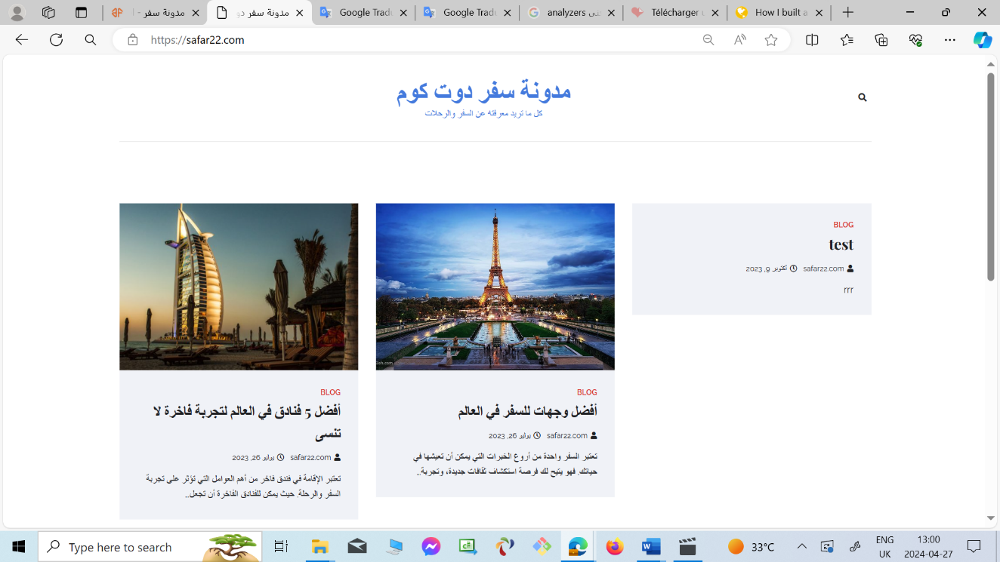 مدونة سفر - ا
مدونة سفر دو
Google Tradu
Google Tradu
analyzers
Télécharger
How I built a
https://safar22.com
مدونة سفر دوت كوم
كل ما تريد معرفته عن السفر والرحلات
BLOG
test
safar22.com أكتوبر 9, 2023
rrr
BLOG
أفضل وجهات للسفر في العالم
safar22.com يوليو 26, 2023
تعتبر السفر واحدة من أروع الخبرات التي يمكن أن تعيشها في
حياتك. فهو يتيح لك فرصة استكشاف ثقافات جديدة، وتجربة...
BLOG
أفضل 5 فنادق في العالم لتجربة فاخرة لا
تنسى
safar22.com يوليو 26, 2023
تعتبر الإقامة في فندق فاخر من أهم العوامل التي تؤثر على تجربة
السفر والرحلة. حيث يمكن للفنادق الفاخرة أن تجعل...
Type here to search
33°C
ENG
UK
13:00
2024-04-27